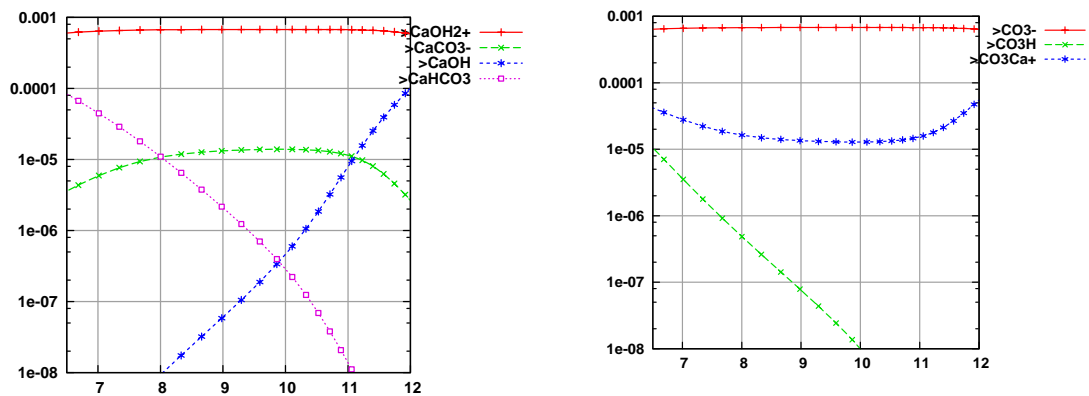 0.001
0.0001
1e-05
1e-06
1e-07
1e-08
7 8 9 10 11 12
>CaOH2+
>CaCO3-
>CaOH
>CaHCO3
0.001
0.0001
1e-05
1e-06
1e-07
1e-08
7 8 9 10 11 12
>CO3-
>CO3H
>CO3Ca+